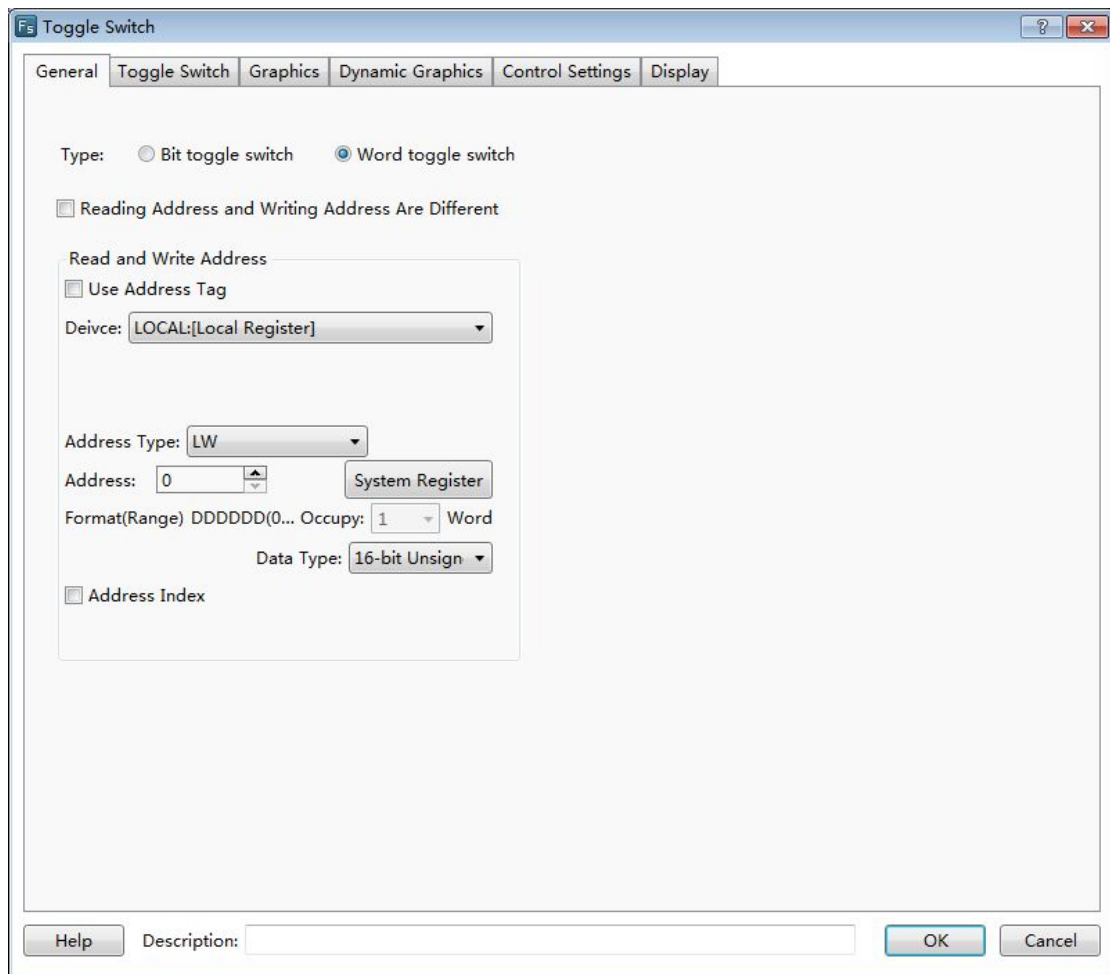 Fs Toggle Switch
General Toggle Switch Graphics Dynamic Graphics Control Settings Display
Type: Bit toggle switch Word toggle switch
Reading Address and Writing Address Are Different
Read and Write Address
Use Address Tag
Deivce: LOCAL:[Local Register]
Address Type: LW
Address: 0 System Register
Format(Range) DDDDDD(0... Occupy: 1 Word
Data Type: 16-bit Unsign
Address Index
Help Description: OK Cancel